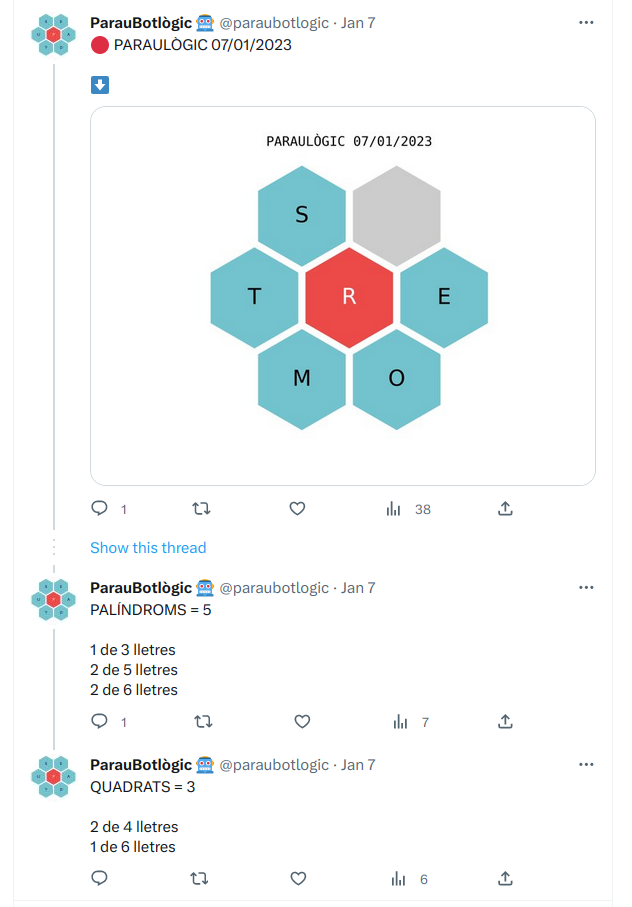 ParauBotlògic 🤖 @paraubotlogic · Jan 7
🔴 PARAULÒGIC 07/01/2023
⬇️
PARAULÒGIC 07/01/2023
S
T R E
M O
1 38
Show this thread
ParauBotlògic 🤖 @paraubotlogic · Jan 7
PALÍNDROMS = 5
1 de 3 lletres
2 de 5 lletres
2 de 6 lletres
1 7
ParauBotlògic 🤖 @paraubotlogic · Jan 7
QUADRATS = 3
2 de 4 lletres
1 de 6 lletres
6